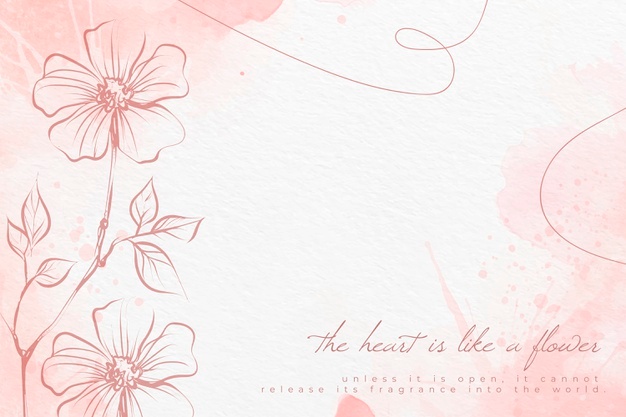 the heart is like a flower
unless it is open, it cannot
release its fragrance into the world.